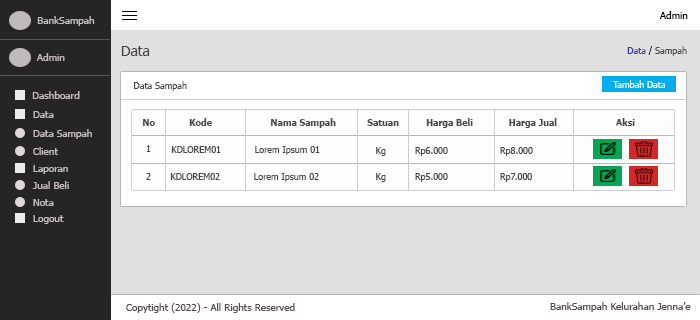 BankSampah
Admin
Admin
Dashboard
Data
Data Sampah
Client
Laporan
Jual Beli
Nota
Logout
Data
Data / Sampah
Data Sampah
Tambah Data
No Kode Nama Sampah Satuan Harga Beli Harga Jual Aksi
1 KDLOREM01 Lorem Ipsum 01 Kg Rp6.000 Rp8.000
2 KDLOREM02 Lorem Ipsum 02 Kg Rp5.000 Rp7.000
Copytight (2022) - All Rights Reserved
BankSampah Kelurahan Jenna'e